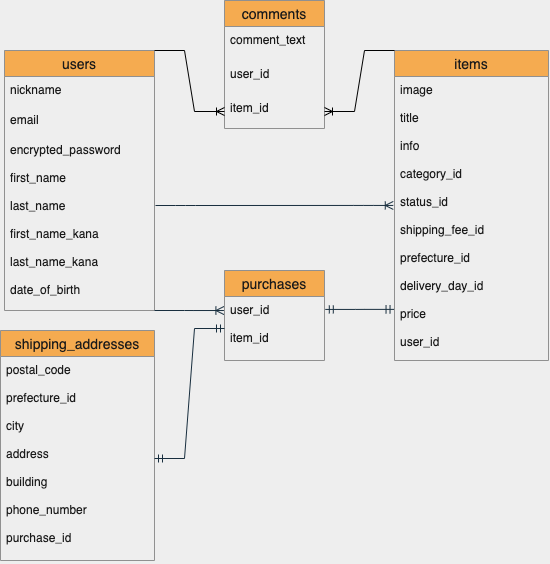 comments
comment_text
user_id
item_id
users
nickname
email
encrypted_password
first_name
last_name
first_name_kana
last_name_kana
date_of_birth
items
image
title
info
category_id
status_id
shipping_fee_id
prefecture_id
delivery_day_id
price
user_id
purchases
user_id
item_id
shipping_addresses
postal_code
prefecture_id
city
address
building
phone_number
purchase_id